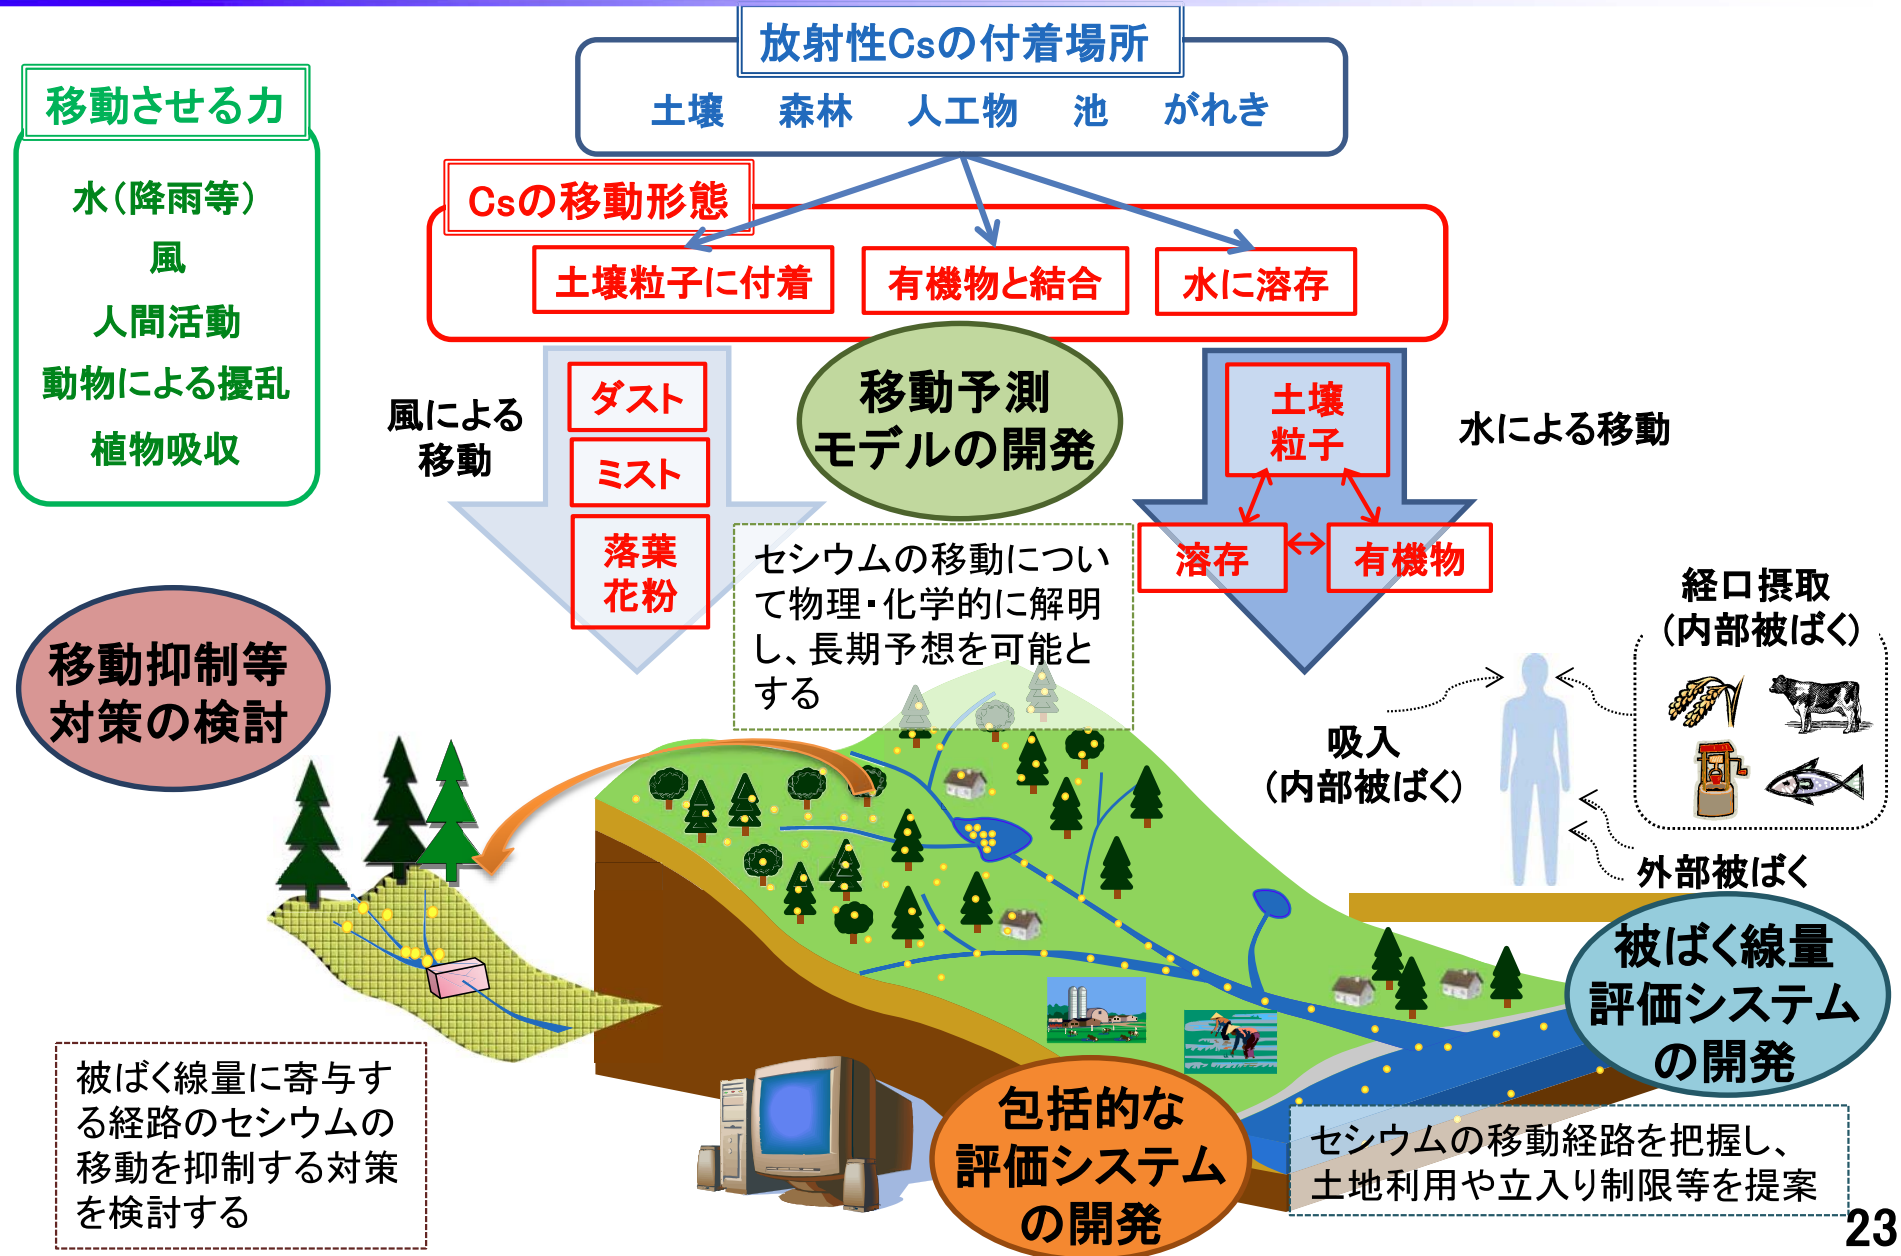 放射性Csの付着場所
土壌 森林 人工物 池 がれき
移動させる力
水（降雨等）
風
人間活動
動物による擾乱
植物吸収
Csの移動形態
土壌粒子に付着 有機物と結合 水に溶存
風による
移動
ダスト
ミスト
落葉
花粉
移動予測
モデルの開発
セシウムの移動につい
て物理・化学的に解明
し、長期予想を可能と
する
土壌
粒子
溶存 有機物
水による移動
経口摂取
（内部被ばく）
吸入
（内部被ばく）
外部被ばく
移動抑制等
対策の検討
被ばく線量に寄与す
る経路のセシウムの
移動を抑制する対策
を検討する
包括的な
評価システム
の開発
被ばく線量
評価システム
の開発
セシウムの移動経路を把握し、
土地利用や立入り制限等を提案
23